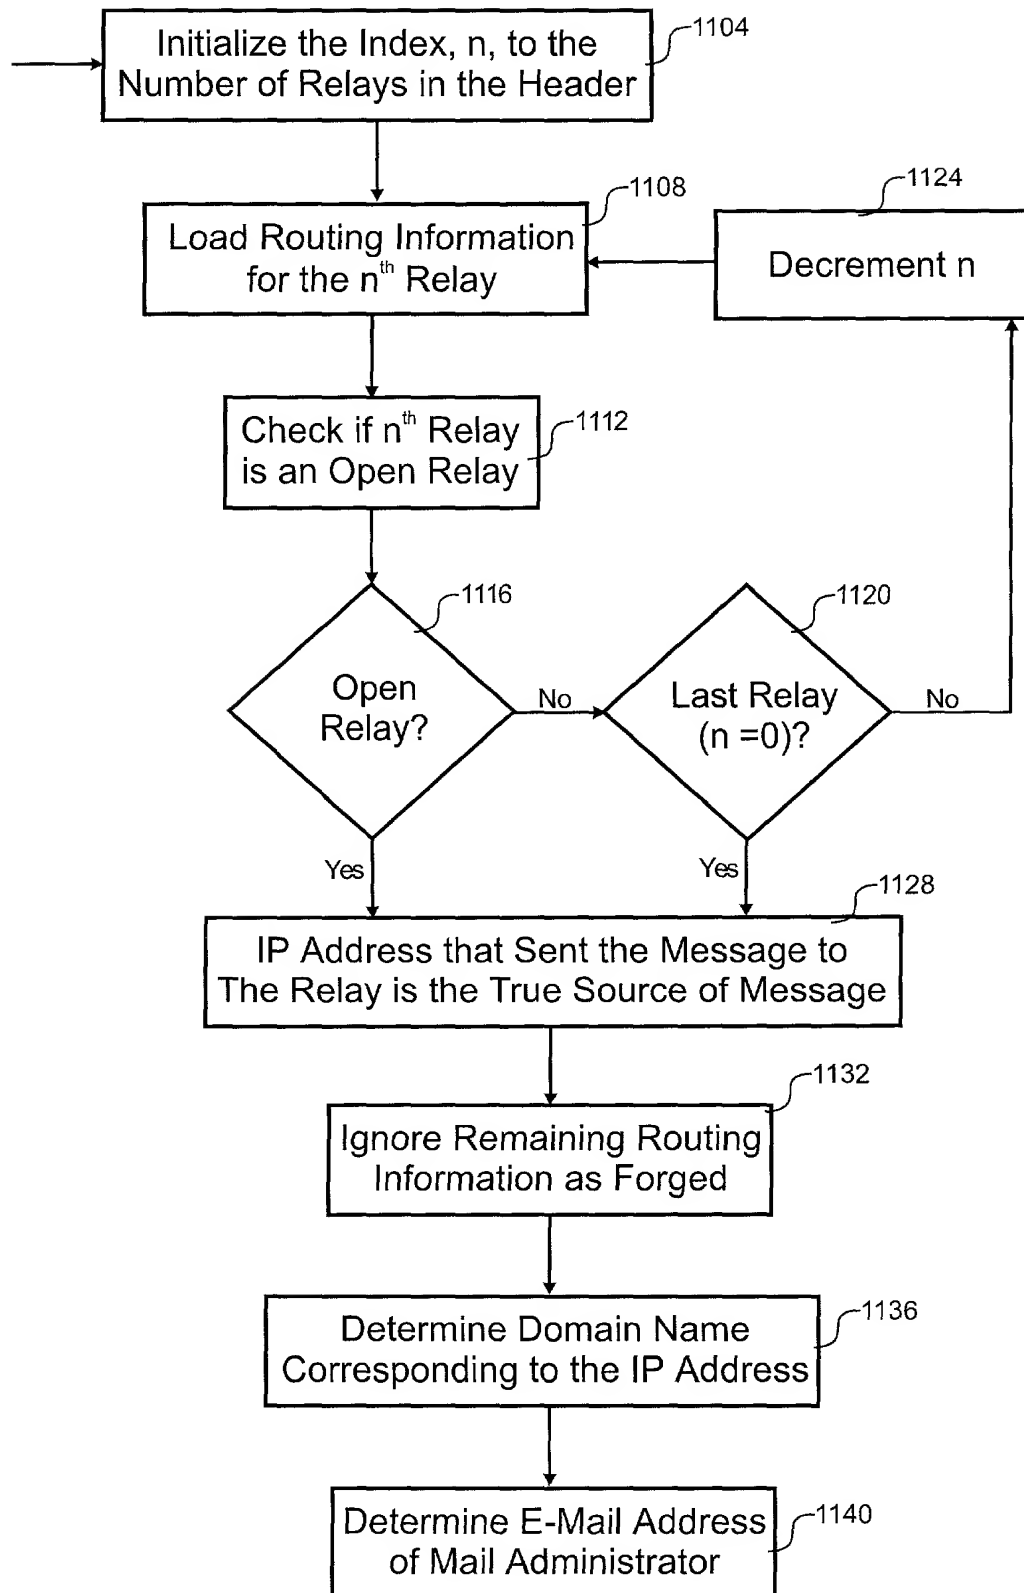 Initialize the Index, n, to the
Number of Relays in the Header
1104
Load Routing Information
for the nth Relay
1108
Decrement n
1124
Check if nth Relay
is an Open Relay
1112
Open
Relay?
1116
No
Last Relay
(n =0)?
1120
No
Yes
Yes
IP Address that Sent the Message to
The Relay is the True Source of Message
1128
Ignore Remaining Routing
Information as Forged
1132
Determine Domain Name
Corresponding to the IP Address
1136
Determine E-Mail Address
of Mail Administrator
1140